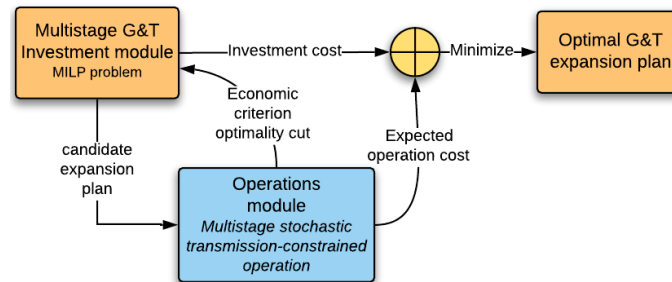 Multistage G&T
Investment module
MILP problem
Investment cost
Minimize
Optimal G&T
expansion plan
Economic
criterion
optimality cut
candidate
expansion
plan
Expected
operation cost
Operations
module
Multistage stochastic
transmission-constrained
operation